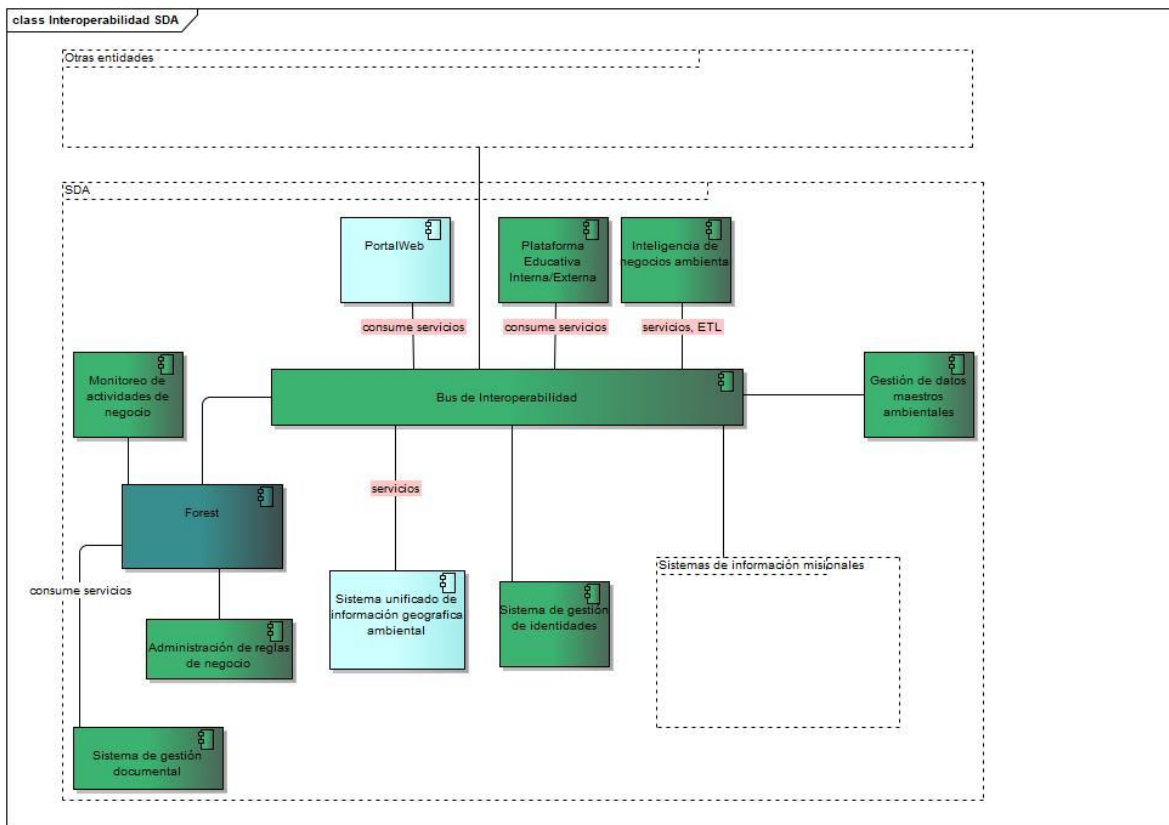 class Interoperabilidad SDA
Otras entidades
SDA
PortalWeb
Plataforma
Educativa
Interna/Externa
Inteligencia de
negocios ambiental
consume servicios
consume servicios
servicios, ETL
Monitoreo de
actividades de
negocio
Bus de Interoperabilidad
Gestión de datos
maestros
ambientales
servicios
Forest
consume servicios
Sistemas de información misionales
Sistema unificado de
información geografica
ambiental
Sistema de gestión
de identidades
Administración de reglas
de negocio
Sistema de gestión
documental